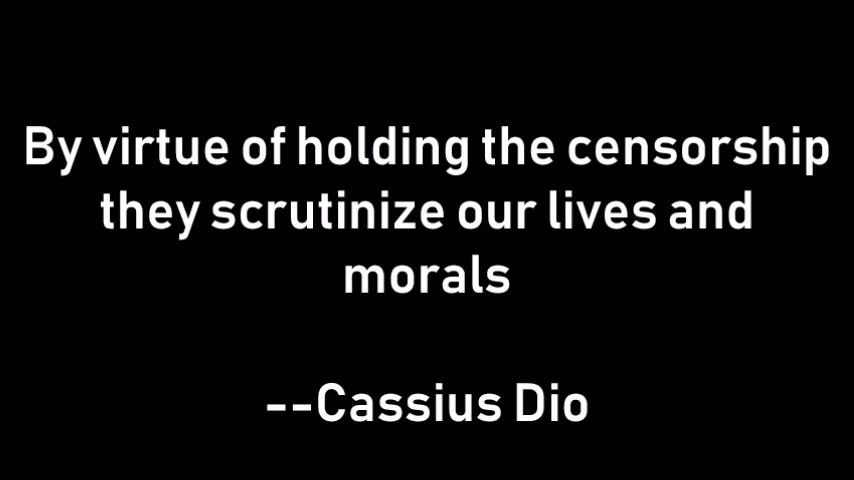 By virtue of holding the censorship
they scrutinize our lives and
morals
--Cassius Dio